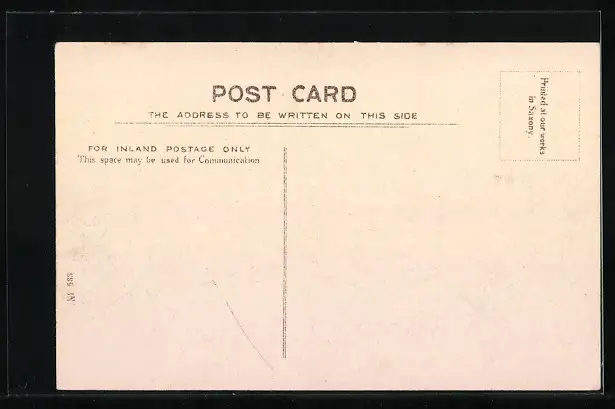 POST CARD
THE ADDRESS TO BE WRITTEN ON THIS SIDE
Printed at our works
in Saxony.
FOR INLAND POSTAGE ONLY
This space may be used for Communication